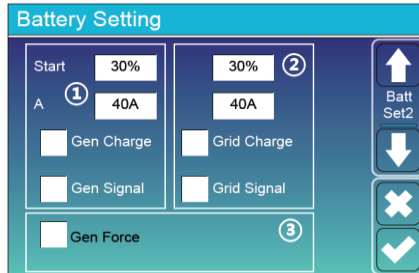 Battery Setting
Start 30% 30% ②
A ① 40A 40A
Gen Charge Grid Charge
Gen Signal Grid Signal
Gen Force ③
Batt
Set2